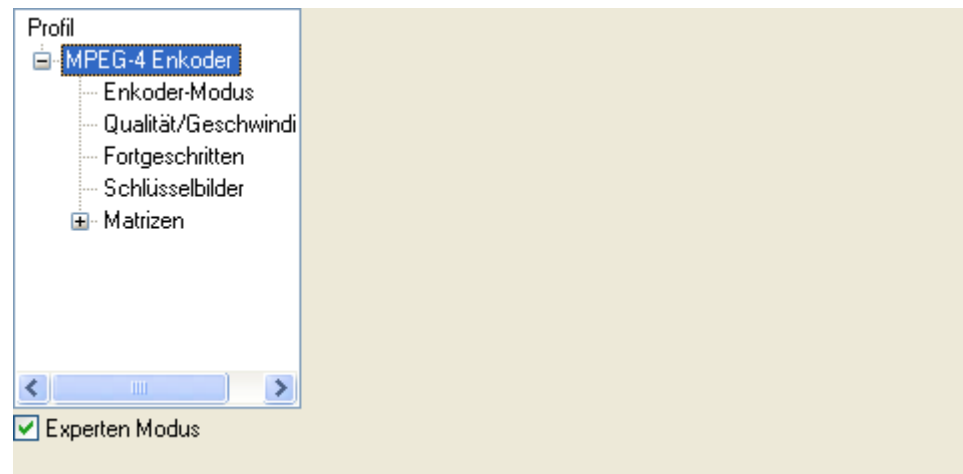 Profil
MPEG-4 Enkoder
Enkoder-Modus
Qualität/Geschwindi
Fortgeschritten
Schlüsselbilder
Matrizen
Experten Modus